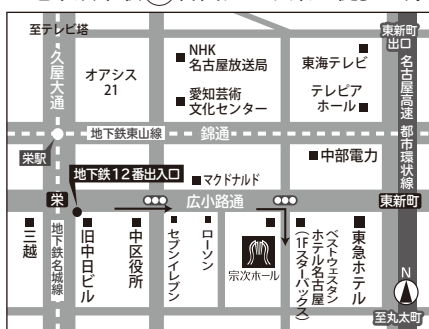 至テレビ塔
久屋大通
オアシス
21
NHK
名古屋放送局
愛知芸術
文化センター
東海テレビ
テレピア
ホール
東新町
出口
名古屋高速 都市環状線
地下鉄東山線
錦通
栄駅
地下鉄12番出入口
マクドナルド
中部電力
栄
広小路通
東新町
三越
地下鉄名城線
旧中日ビル
中区役所
セブンイレブン
ローソン
宗次ホール
ベストウェスタン
ホテル名古屋
(1Fスターバックス)
東急ホテル
N
至丸太町